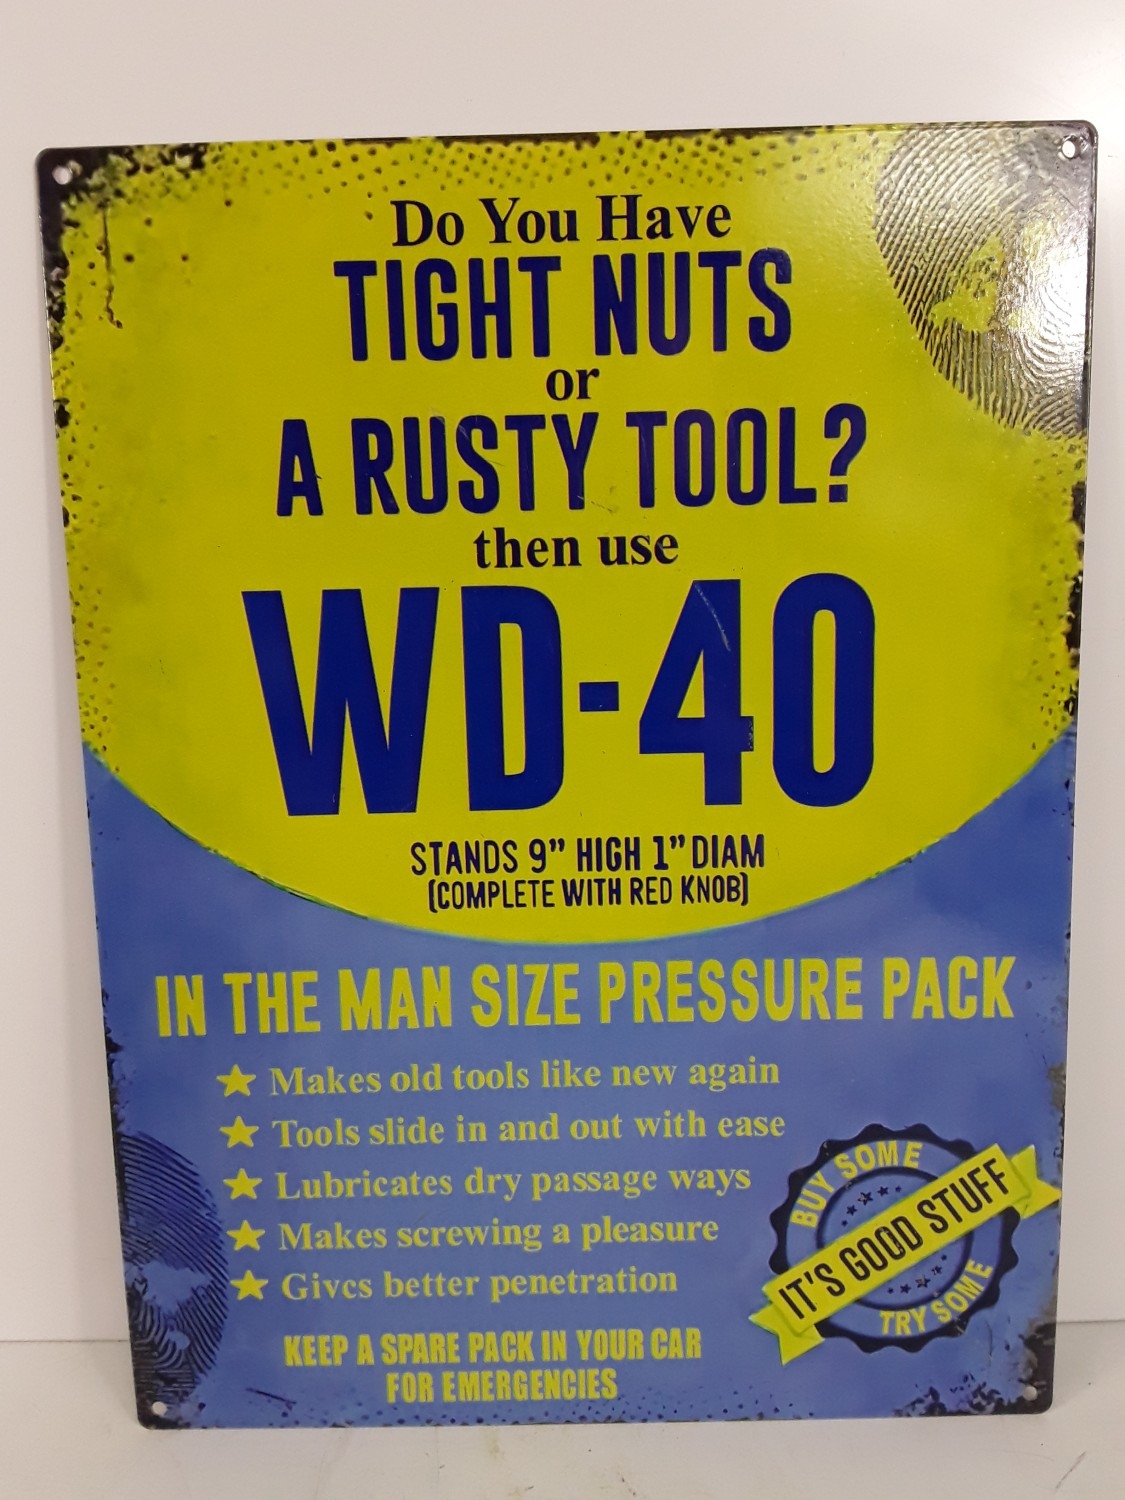 Do You Have
TIGHT NUTS
or
A RUSTY TOOL?
then use
WD-40
STANDS 9” HIGH 1” DIAM
(COMPLETE WITH RED KNOB)
IN THE MAN SIZE PRESSURE PACK
★ Makes old tools like new again
★ Tools slide in and out with ease
★ Lubricates dry passage ways
★ Makes screwing a pleasure
★ Gives better penetration
KEEP A SPARE PACK IN YOUR CAR
FOR EMERGENCIES
BUY SOME
IT'S GOOD STUFF
TRY SOME